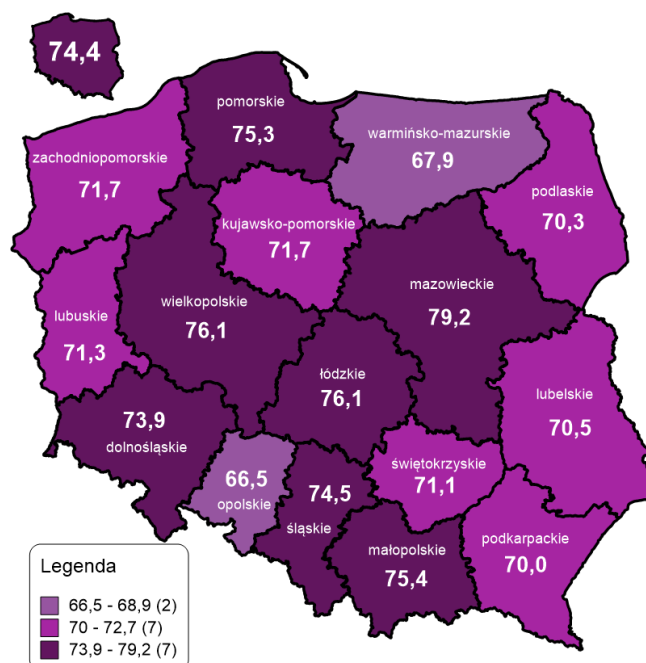 74,4
pomorskie
75,3
warmińsko-mazurskie
67,9
zachodniopomorskie
71,7
podlaskie
70,3
kujawsko-pomorskie
71,7
mazowieckie
79,2
wielkopolskie
76,1
lubuskie
71,3
łódzkie
76,1
lubelskie
70,5
73,9
dolnośląskie
świętokrzyskie
71,1
66,5
opolskie
74,5
śląskie
małopolskie
75,4
podkarpackie
70,0
Legenda
66,5 - 68,9 (2)
70 - 72,7 (7)
73,9 - 79,2 (7)